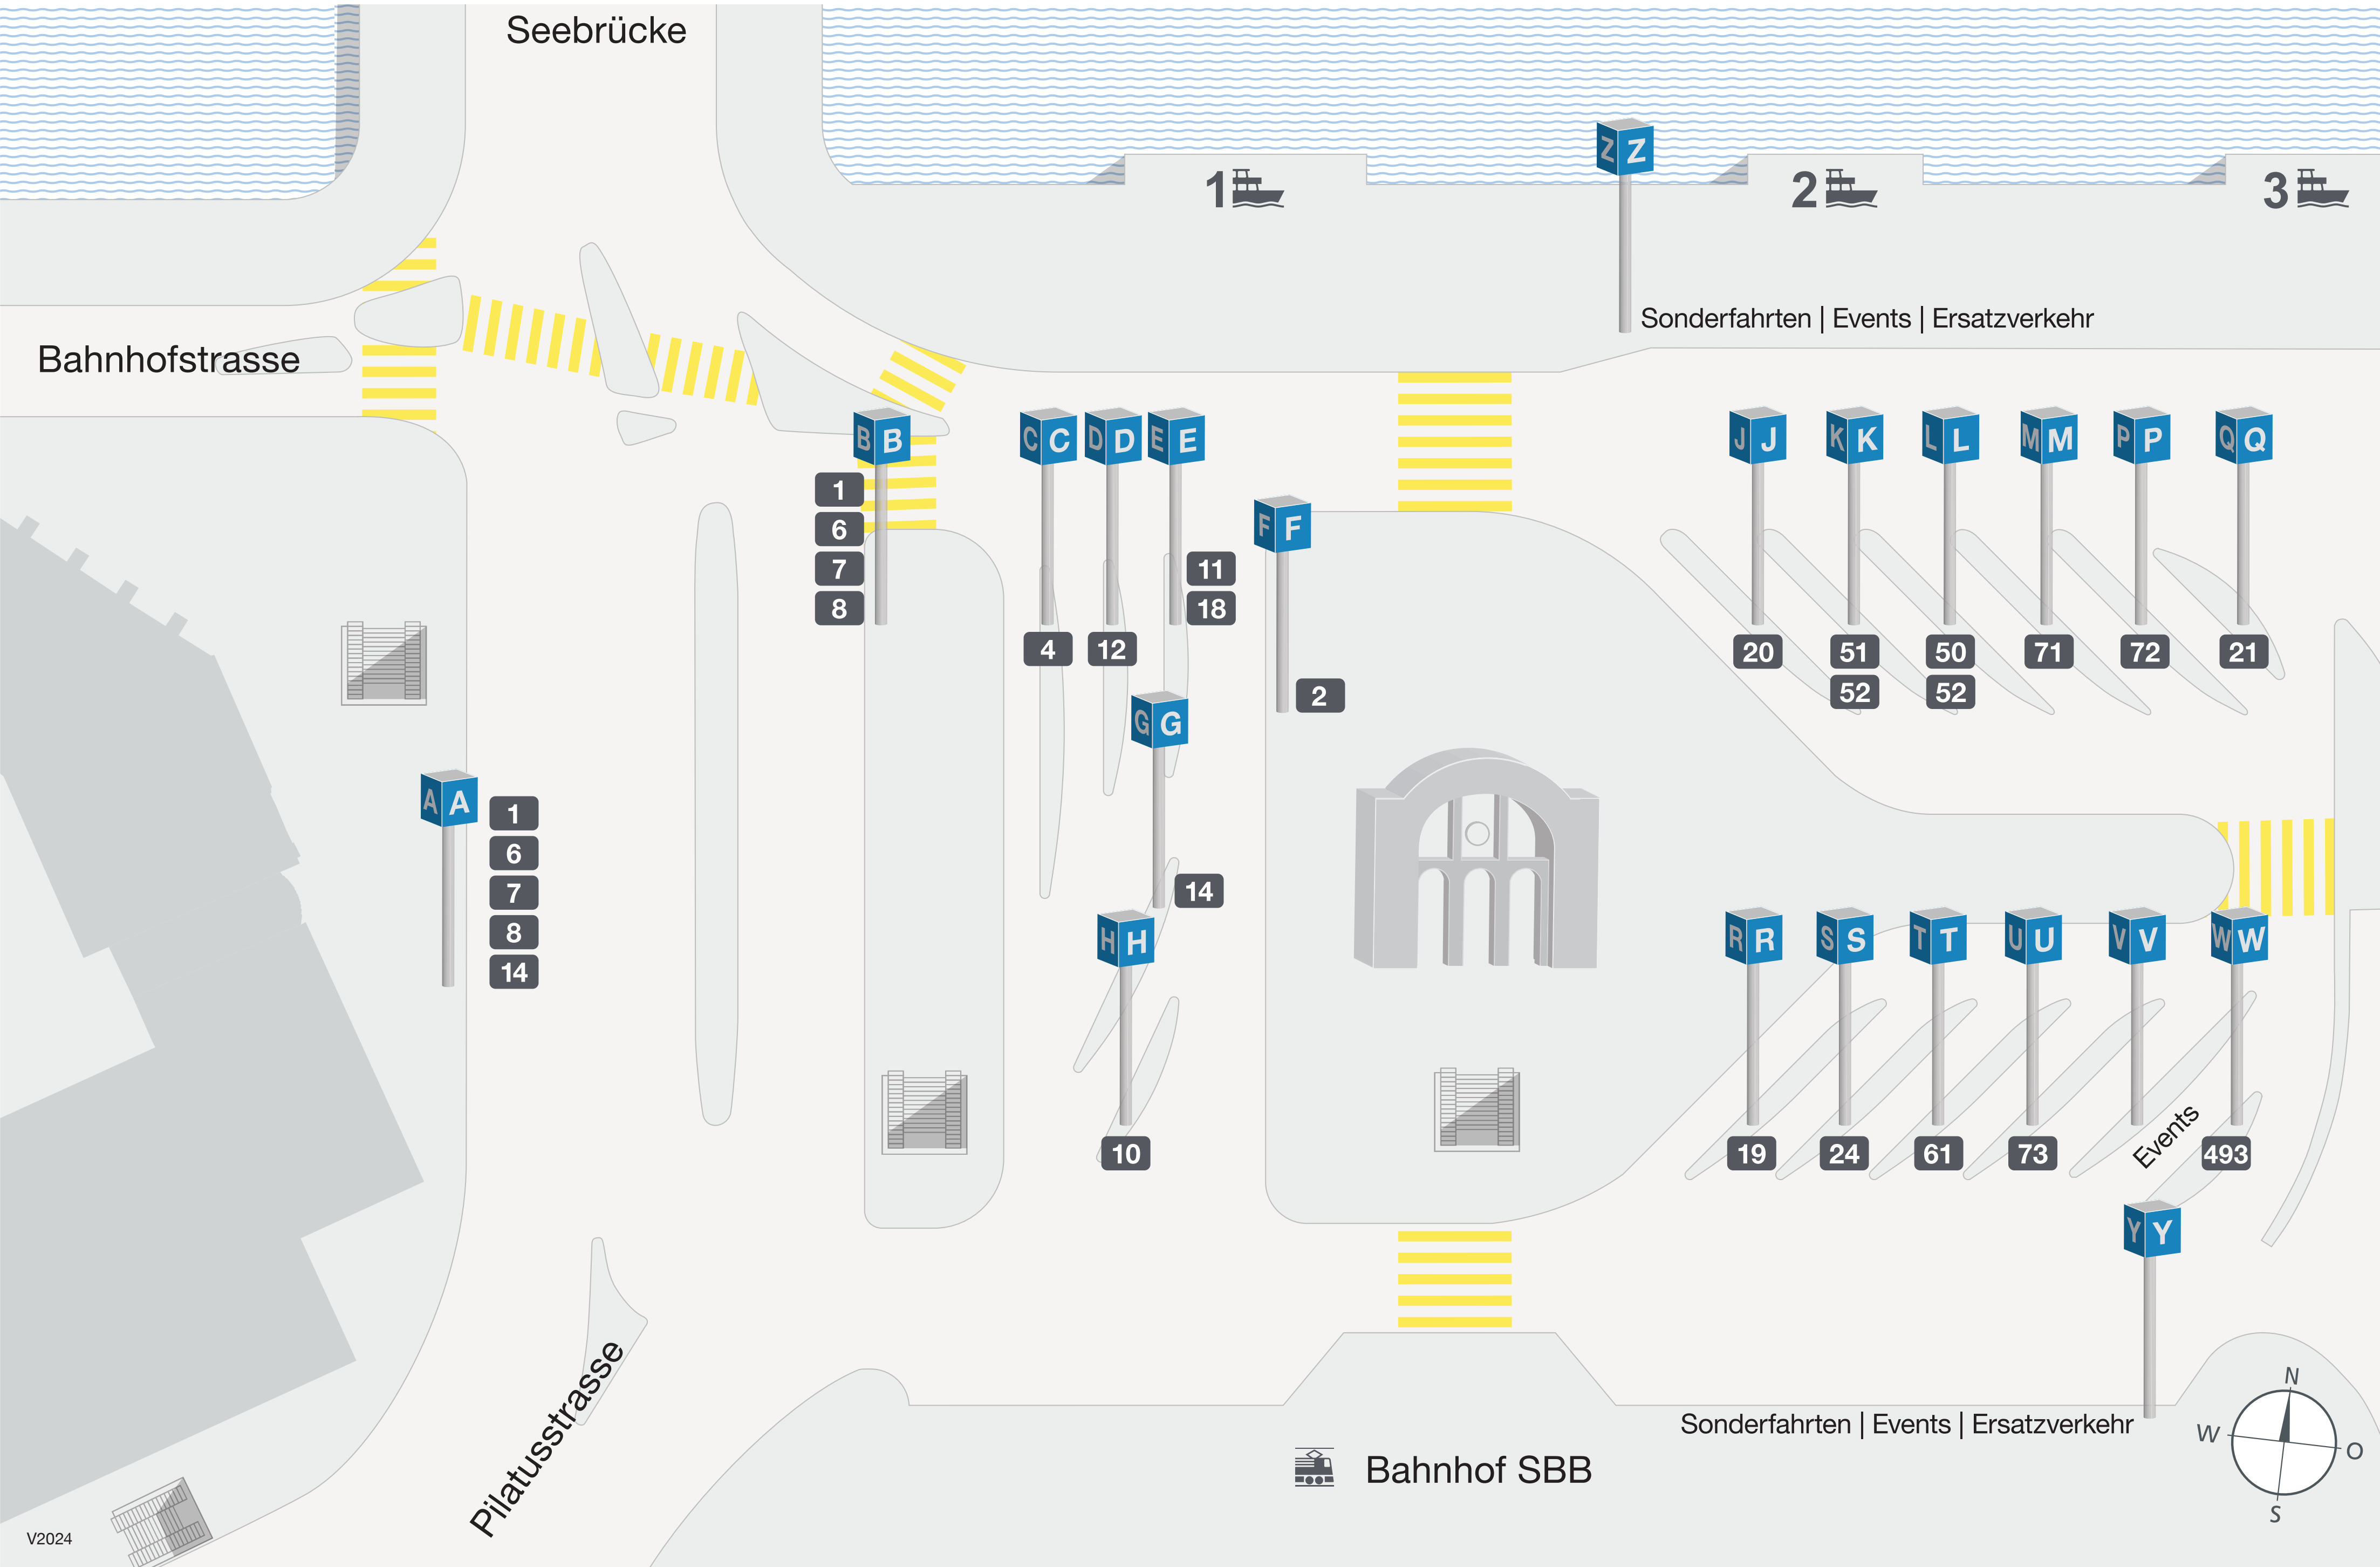 Seebrücke
Z Z
1
2
3
Sonderfahrten | Events | Ersatzverkehr
Bahnhofstrasse
B B
1
6
7
8
C C
4
D D
12
E E
11
18
F F
2
G G
14
H H
10
A A
1
6
7
8
14
J J
20
K K
51
52
L L
50
52
M M
71
P P
72
Q Q
21
R R
19
S S
24
T T
61
U U
73
V V
Events
W W
493
Y Y
Sonderfahrten | Events | Ersatzverkehr
Pilatusstrasse
Bahnhof SBB
N
W
O
S
V2024